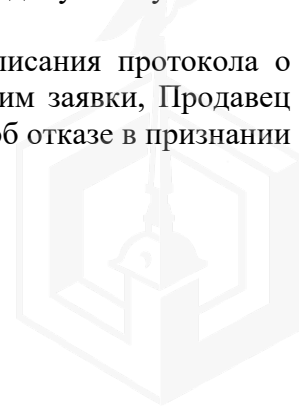 писания протокола о
им заявки, Продавец
об отказе в признании